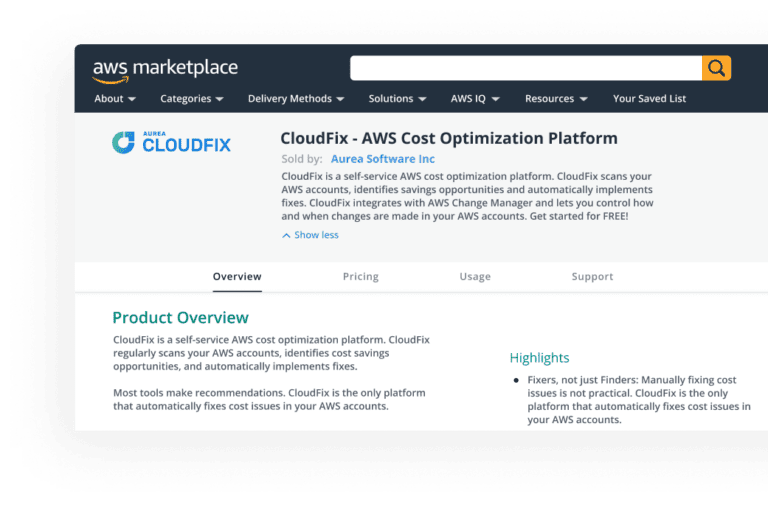 aws marketplace
About Categories Delivery Methods Solutions AWS IQ Resources Your Saved List
AUREA
CLOUDFIX
CloudFix - AWS Cost Optimization Platform
Sold by: Aurea Software Inc
CloudFix is a self-service AWS cost optimization platform. CloudFix scans your
AWS accounts, identifies savings opportunities and automatically implements
fixes. CloudFix integrates with AWS Change Manager and lets you control how
and when changes are made in your AWS accounts. Get started for FREE!
Show less
Overview Pricing Usage Support
Product Overview
CloudFix is a self-service AWS cost optimization platform. CloudFix
regularly scans your AWS accounts, identifies cost savings
opportunities, and automatically implements fixes.
Most tools make recommendations. CloudFix is the only platform
that automatically fixes cost issues in your AWS accounts.
Highlights
• Fixers, not just Finders: Manually fixing cost
issues is not practical. CloudFix is the only
platform that automatically fixes cost issues in
your AWS accounts.